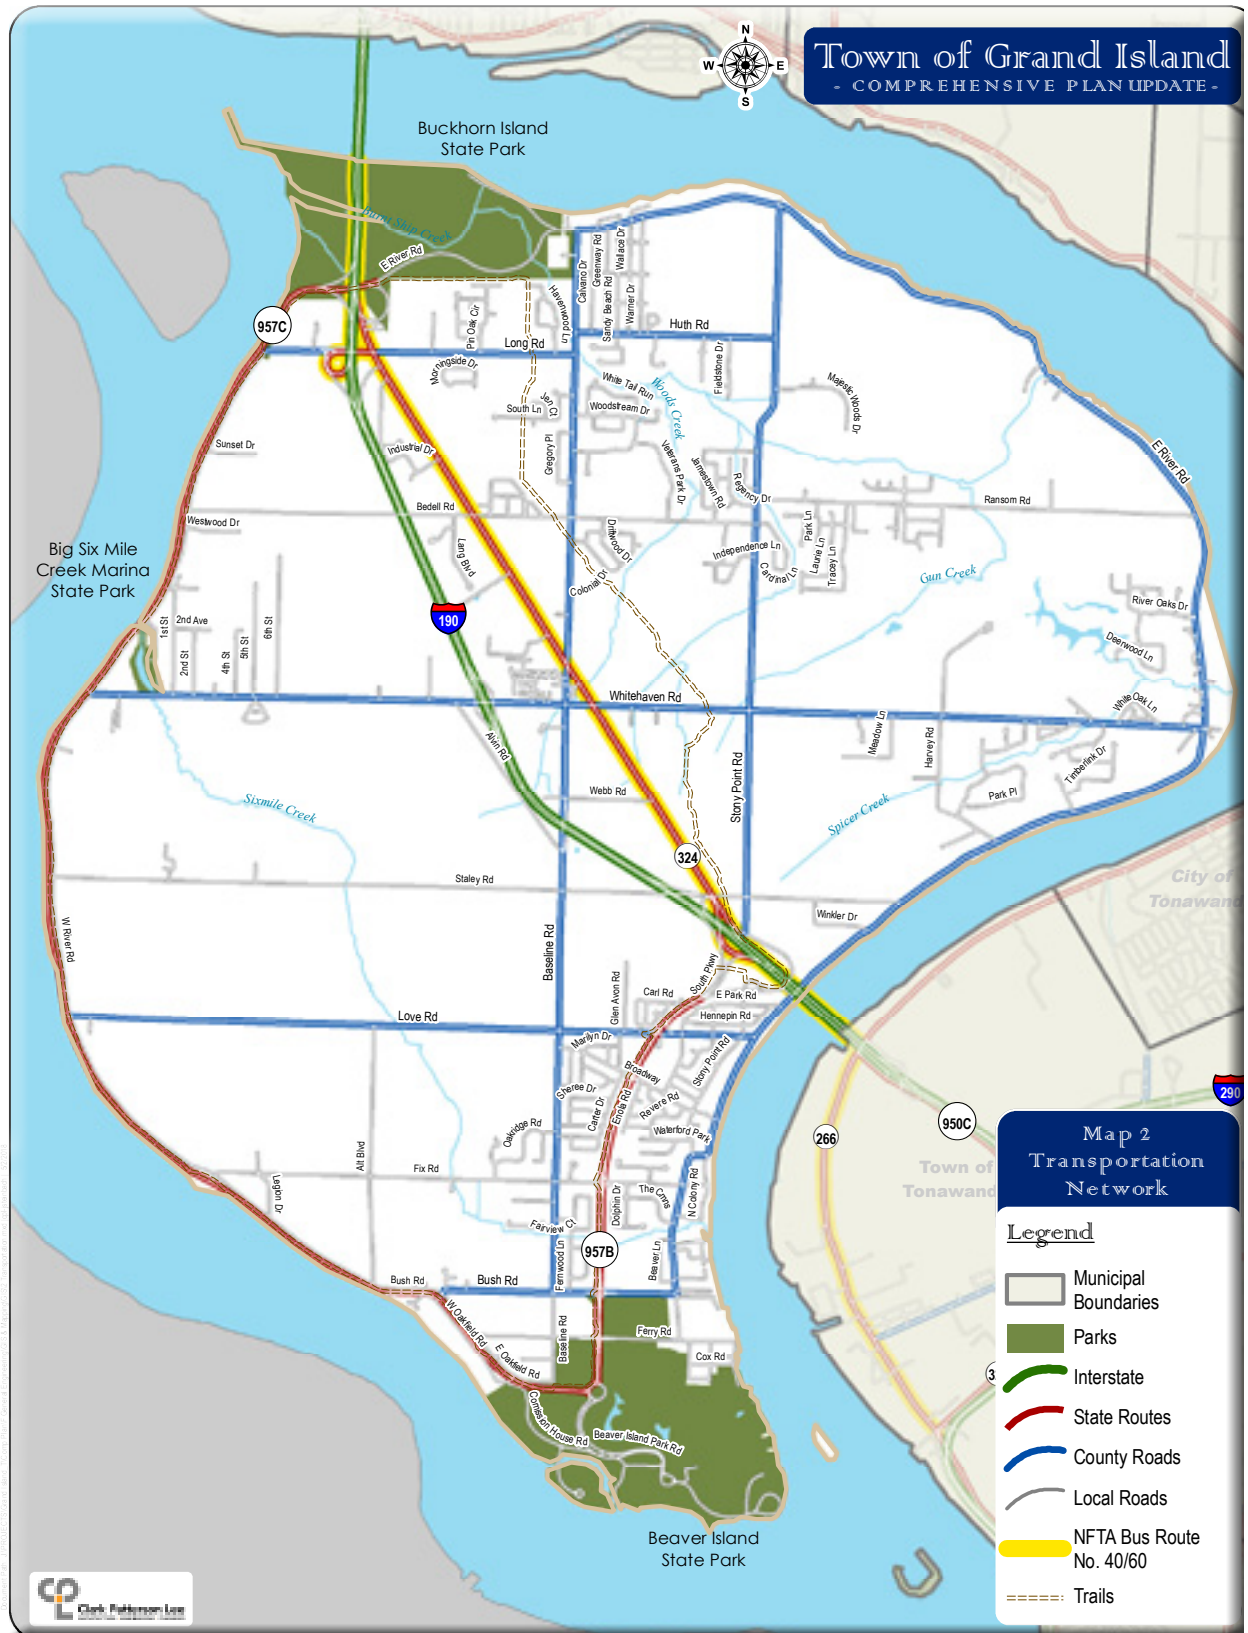 Town of Grand Island
- COMPREHENSIVE PLAN UPDATE -
N
W
E
S
Buckhorn Island
State Park
Burnt Ship Creek
E River Rd
957C
Havenwood Ln
Calvano Dr
Greenway Rd
Sandy Beach Rd
Wallace Dr
Warner Dr
Pin Oak Cir
Long Rd
Huth Rd
Morningside Dr
Fieldstone Dr
White Tail Run
Woods Creek
Majestic Woods Dr
Jen Ct
South Ln
Woodstream Dr
Sunset Dr
Industrial Dr
Gregory Pl
Veterans Park Dr
Jamestown Rd
Regency Dr
E River Rd
Ransom Rd
Bedell Rd
Westwood Dr
Driftwood Dr
Park Ln
Laurie Ln
Tracey Ln
Independence Ln
Cardinal Ln
Lang Blvd
Colonial Dr
Gun Creek
Big Six Mile
Creek Marina
State Park
190
River Oaks Dr
Deerwood Ln
1st St
2nd Ave
2nd St
4th St
5th St
6th St
Whitehaven Rd
White Oak Ln
Meadow Ln
Harvey Rd
Timberlink Dr
Alvin Rd
Webb Rd
Stony Point Rd
Park Pl
Sixmile Creek
Spicer Creek
324
Staley Rd
City of
Winkler Dr
W River Rd
Baseline Rd
South Pkwy
Glen Avon Rd
Carl Rd
E Park Rd
Hennepin Rd
Love Rd
Marilyn Dr
Stony Point Rd
Broadway
Sheree Dr
Carter Dr
Enola Rd
Revere Rd
Oakridge Rd
Waterford Park
290
950C
266
Town of
Alt Blvd
Fix Rd
Legion Dr
Dolphin Dr
The Cmns
N Colony Rd
Fairview Ct
957B
Fernwood Ln
Beaver Ln
Bush Rd
Bush Rd
W Oakfield Rd
E Oakfield Rd
Baseline Rd
Ferry Rd
Cox Rd
Comission House Rd
Beaver Island Park Rd
Beaver Island
State Park
Map 2
Transportation
Network
Legend
Municipal
Boundaries
Parks
Interstate
State Routes
County Roads
Local Roads
NFTA Bus Route
No. 40/60
Trails
Clark Patterson Lee